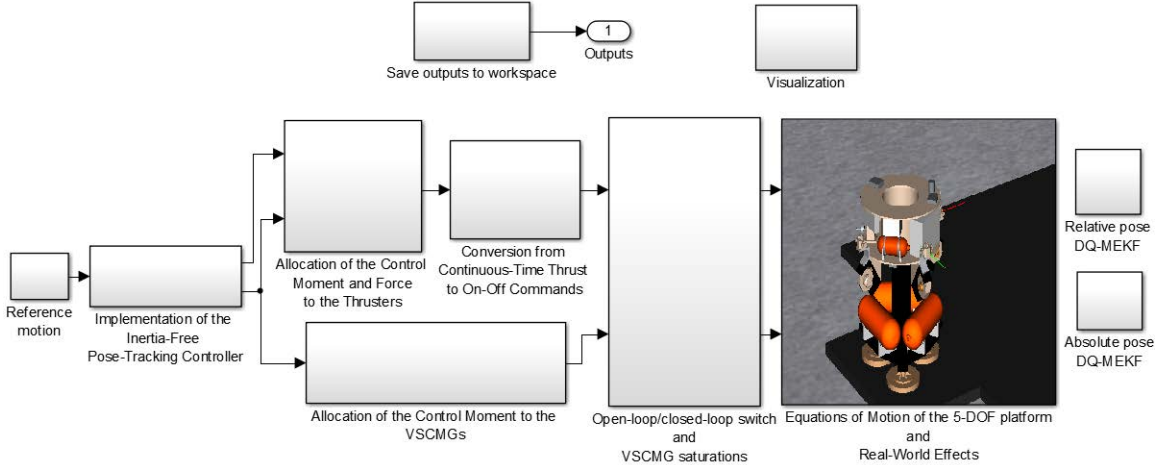 1
Outputs
Save outputs to workspace
Visualization
Reference
motion
Implementation of the
Inertia-Free
Pose-Tracking Controller
Allocation of the Control
Moment and Force
to the Thrusters
Conversion from
Continuous-Time Thrust
to On-Off Commands
Allocation of the Control Moment to the
VSCMGs
Open-loop/closed-loop switch
and
VSCMG saturations
Equations of Motion of the 5-DOF platform
and
Real-World Effects
Relative pose
DQ-MEKF
Absolute pose
DQ-MEKF